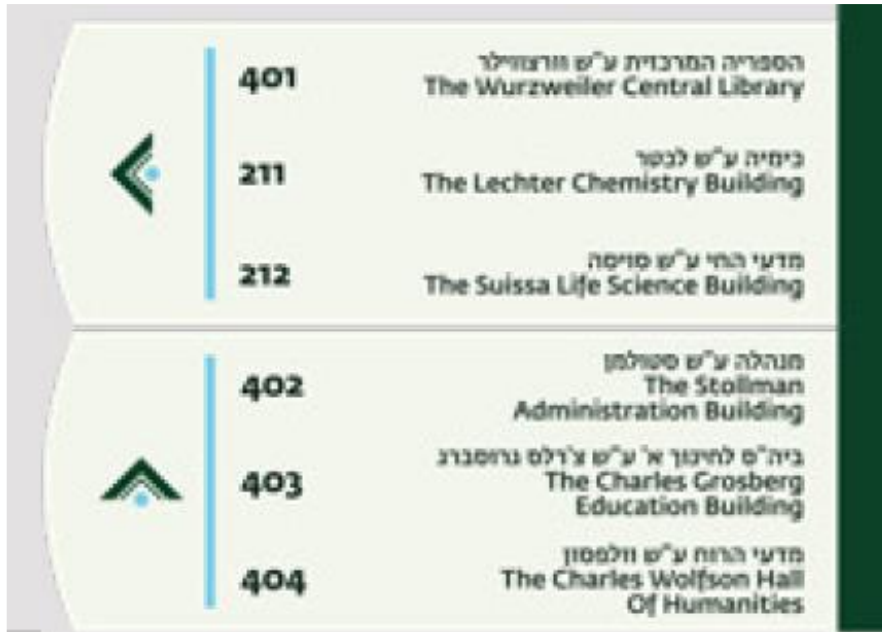 הספריה המרכזית ע"ש וורצווילר
The Wurzweiler Central Library
401
כימיה ע"ש לכטר
The Lechter Chemistry Building
211
מדעי החי ע"ש סויסה
The Suissa Life Science Building
212
מנהלה ע"ש סטולמן
The Stollman
Administration Building
402
ביה"ס לחינוך א' ע"ש צ'רלס גרוסברג
The Charles Grosberg
Education Building
403
מדעי הרוח ע"ש וולפסון
The Charles Wolfson Hall
Of Humanities
404